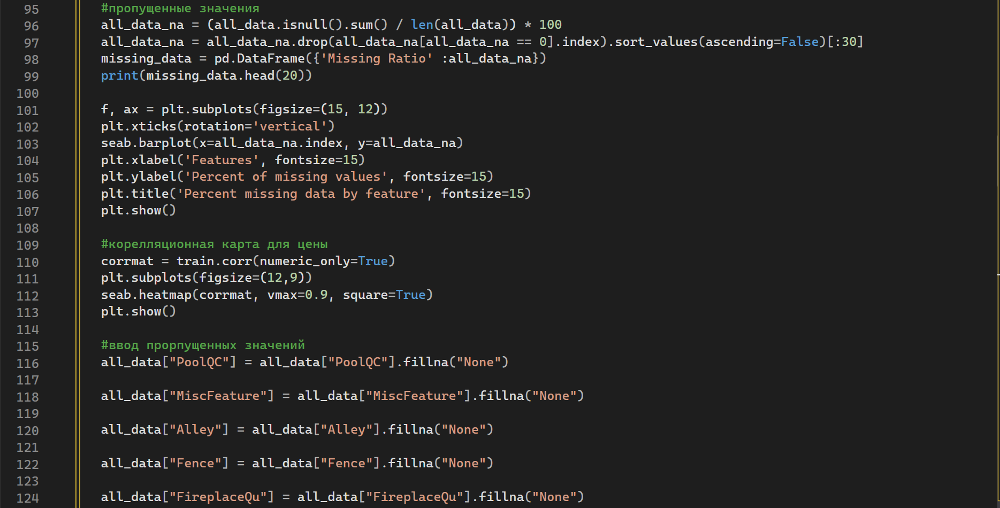 95 #пропущенные значения
96 all_data_na = (all_data.isnull().sum() / len(all_data)) * 100
97 all_data_na = all_data_na.drop(all_data_na[all_data_na == 0].index).sort_values(ascending=False)[:30]
98 missing_data = pd.DataFrame({'Missing Ratio' :all_data_na})
99 print(missing_data.head(20))
100
101 f, ax = plt.subplots(figsize=(15, 12))
102 plt.xticks(rotation='vertical')
103 seab.barplot(x=all_data_na.index, y=all_data_na)
104 plt.xlabel('Features', fontsize=15)
105 plt.ylabel('Percent of missing values', fontsize=15)
106 plt.title('Percent missing data by feature', fontsize=15)
107 plt.show()
108
109 #корелляционная карта для цены
110 corrmat = train.corr(numeric_only=True)
111 plt.subplots(figsize=(12,9))
112 seab.heatmap(corrmat, vmax=0.9, square=True)
113 plt.show()
114
115 #ввод прорпущенных значений
116 all_data["PoolQC"] = all_data["PoolQC"].fillna("None")
117
118 all_data["MiscFeature"] = all_data["MiscFeature"].fillna("None")
119
120 all_data["Alley"] = all_data["Alley"].fillna("None")
121
122 all_data["Fence"] = all_data["Fence"].fillna("None")
123
124 all_data["FireplaceQu"] = all_data["FireplaceQu"].fillna("None")